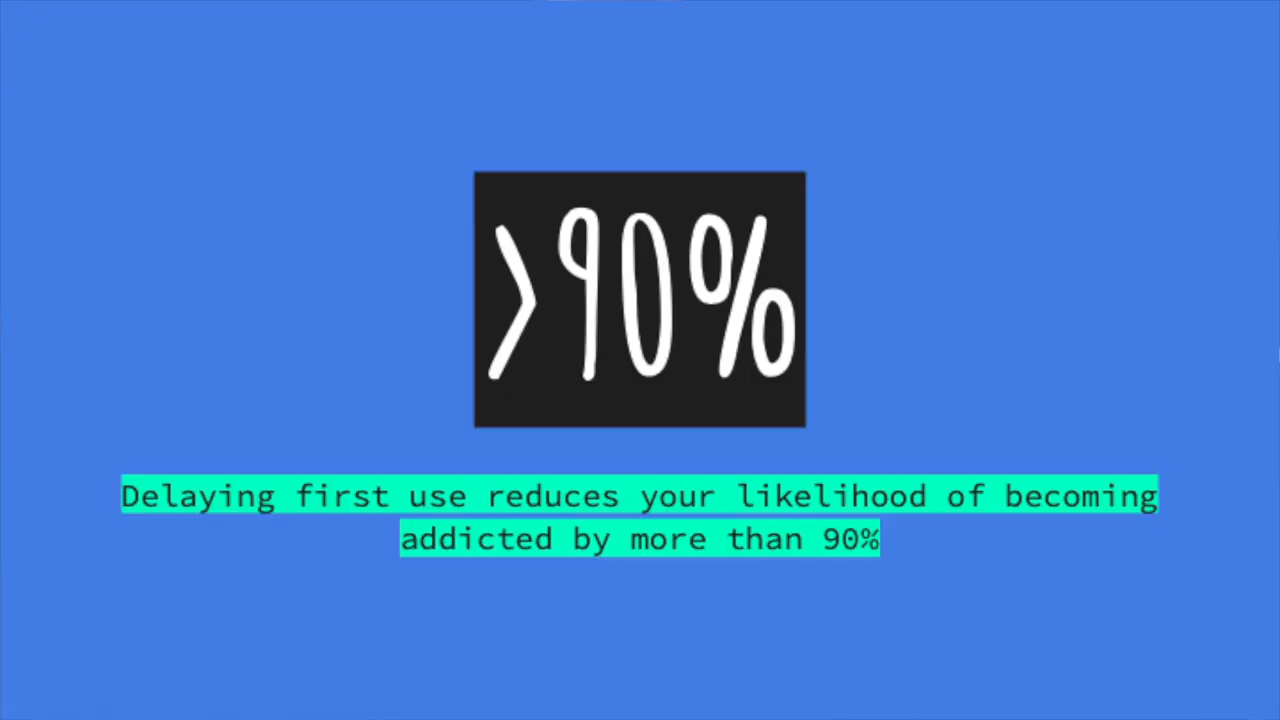 >90%
Delaying first use reduces your likelihood of becoming
addicted by more than 90%